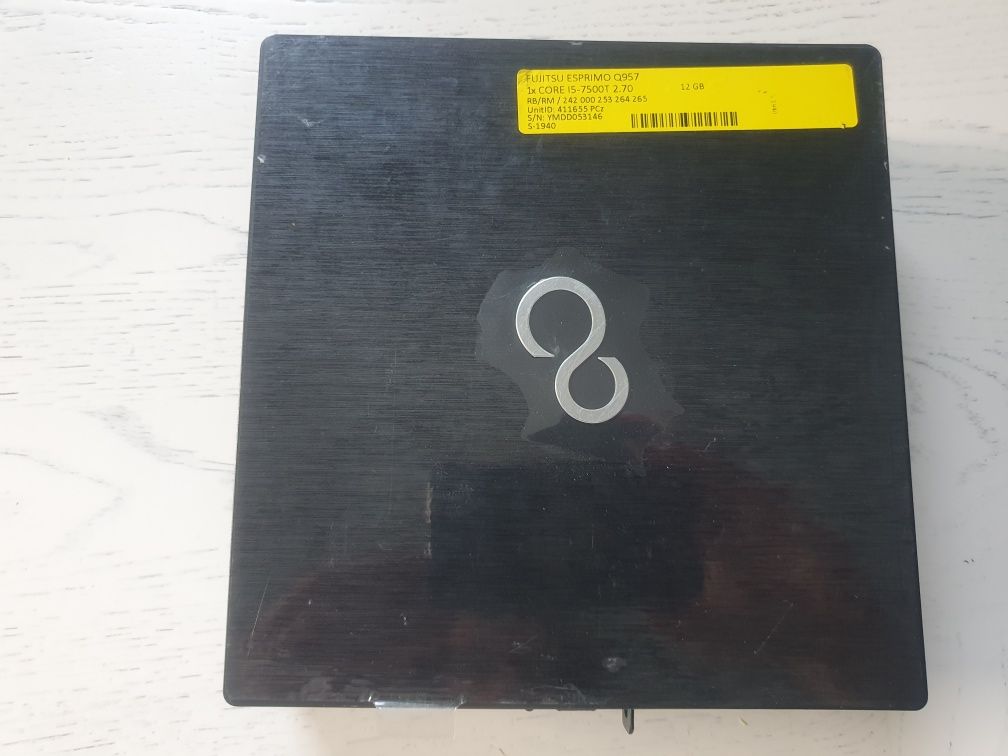 FUJITSU ESPRIMO Q957
1x CORE I5-7500T 2.70 12 GB
RB/RM / 242 000 253 264 265
UnitID: 411655 PCz
S/N: YMDD053146
S-1940